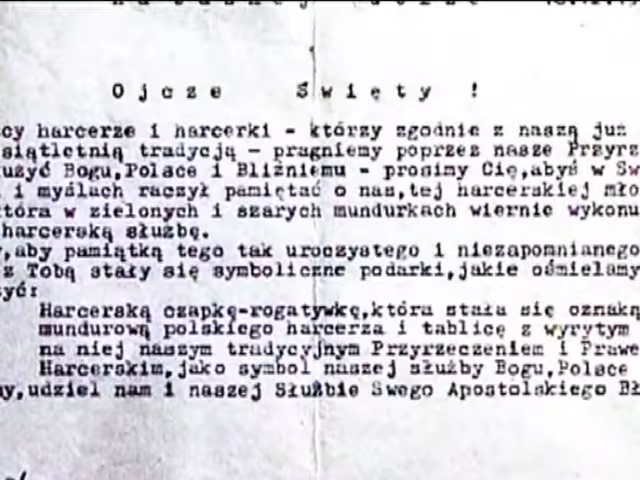 O j c z e   Ś w i ę t y !
cy harcerze i harcerki - którzy zgodnie z naszą już
siątletnią tradycją - pragniemy poprzez nasze Przyrz
użyć Bogu,Polsce i Bliźniemu - prosimy Cię,abyś w Sw
i myślach raczył pamiętać o nas,tej harcerskiej mło
tóra w zielonych i szarych mundurkach wiernie wykonu
harcerską służbę.
,aby pamiątką tego tak uroczystego i niezapomnianego
z Tobą stały się symboliczne podarki,jakie ośmielamy
yć:
Harcerską czapkę-rogatywkę,która stała się oznaką
mundurową polskiego harcerza i tablicę z wyrytym
na niej naszym tradycyjnym Przyrzeczeniem i Prawe
Harcerskim,jako symbol naszej służby Bogu,Polsce
y,udziel nam i naszej Służbie Swego Apostolskiego Bł